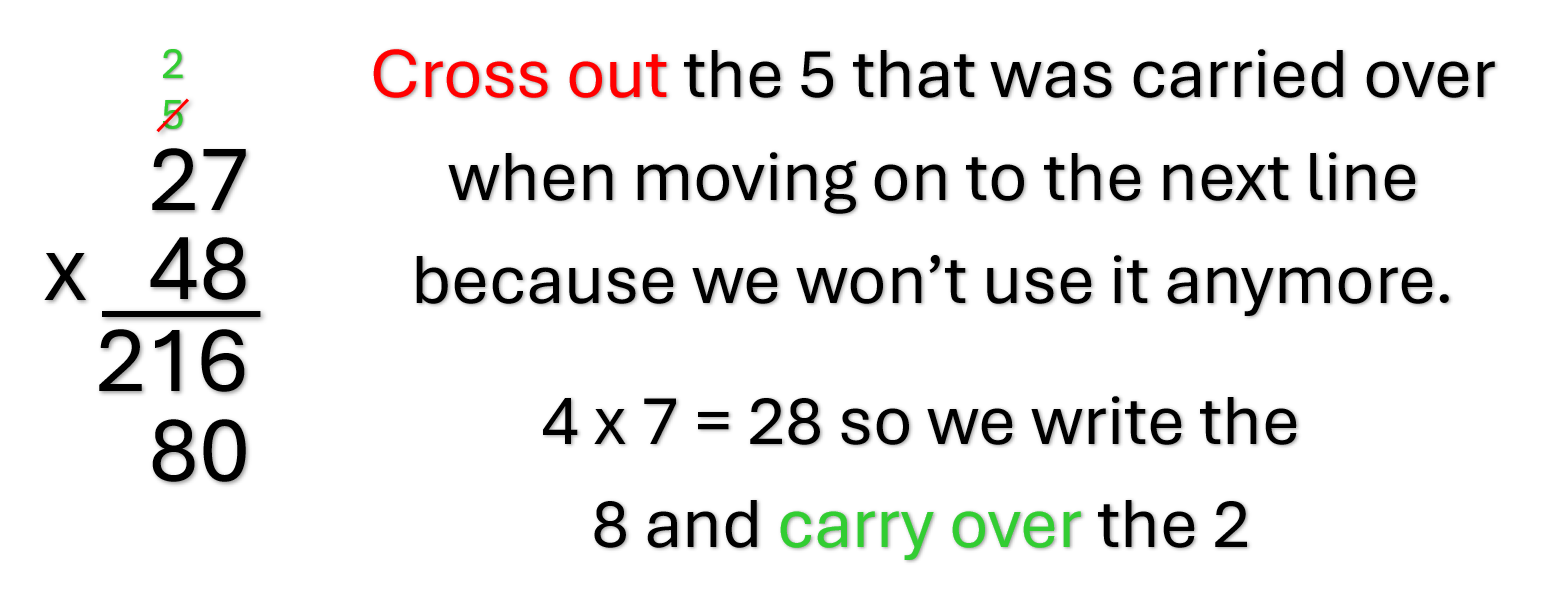 2
5
27
x 48
216
80
Cross out the 5 that was carried over
when moving on to the next line
because we won’t use it anymore.
4 x 7 = 28 so we write the
8 and carry over the 2